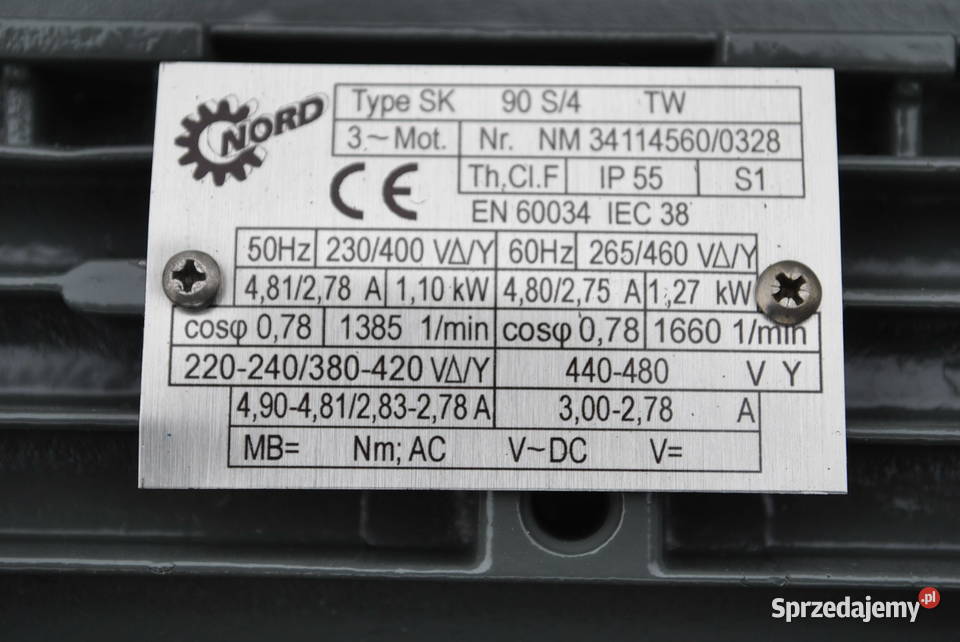 NORD
Type SK 90 S/4 TW
3~Mot. Nr. NM 34114560/0328
Th,Cl.F IP 55 S1
CE EN 60034 IEC 38
50Hz 230/400 VΔ/Y 60Hz 265/460 VΔ/Y
4,81/2,78 A 1,10 kW 4,80/2,75 A 1,27 kW
cosφ 0,78 1385 1/min cosφ 0,78 1660 1/min
220-240/380-420 VΔ/Y 440-480 V Y
4,90-4,81/2,83-2,78 A 3,00-2,78 A
MB= Nm; AC V~DC V=
Sprzedajemy.pl